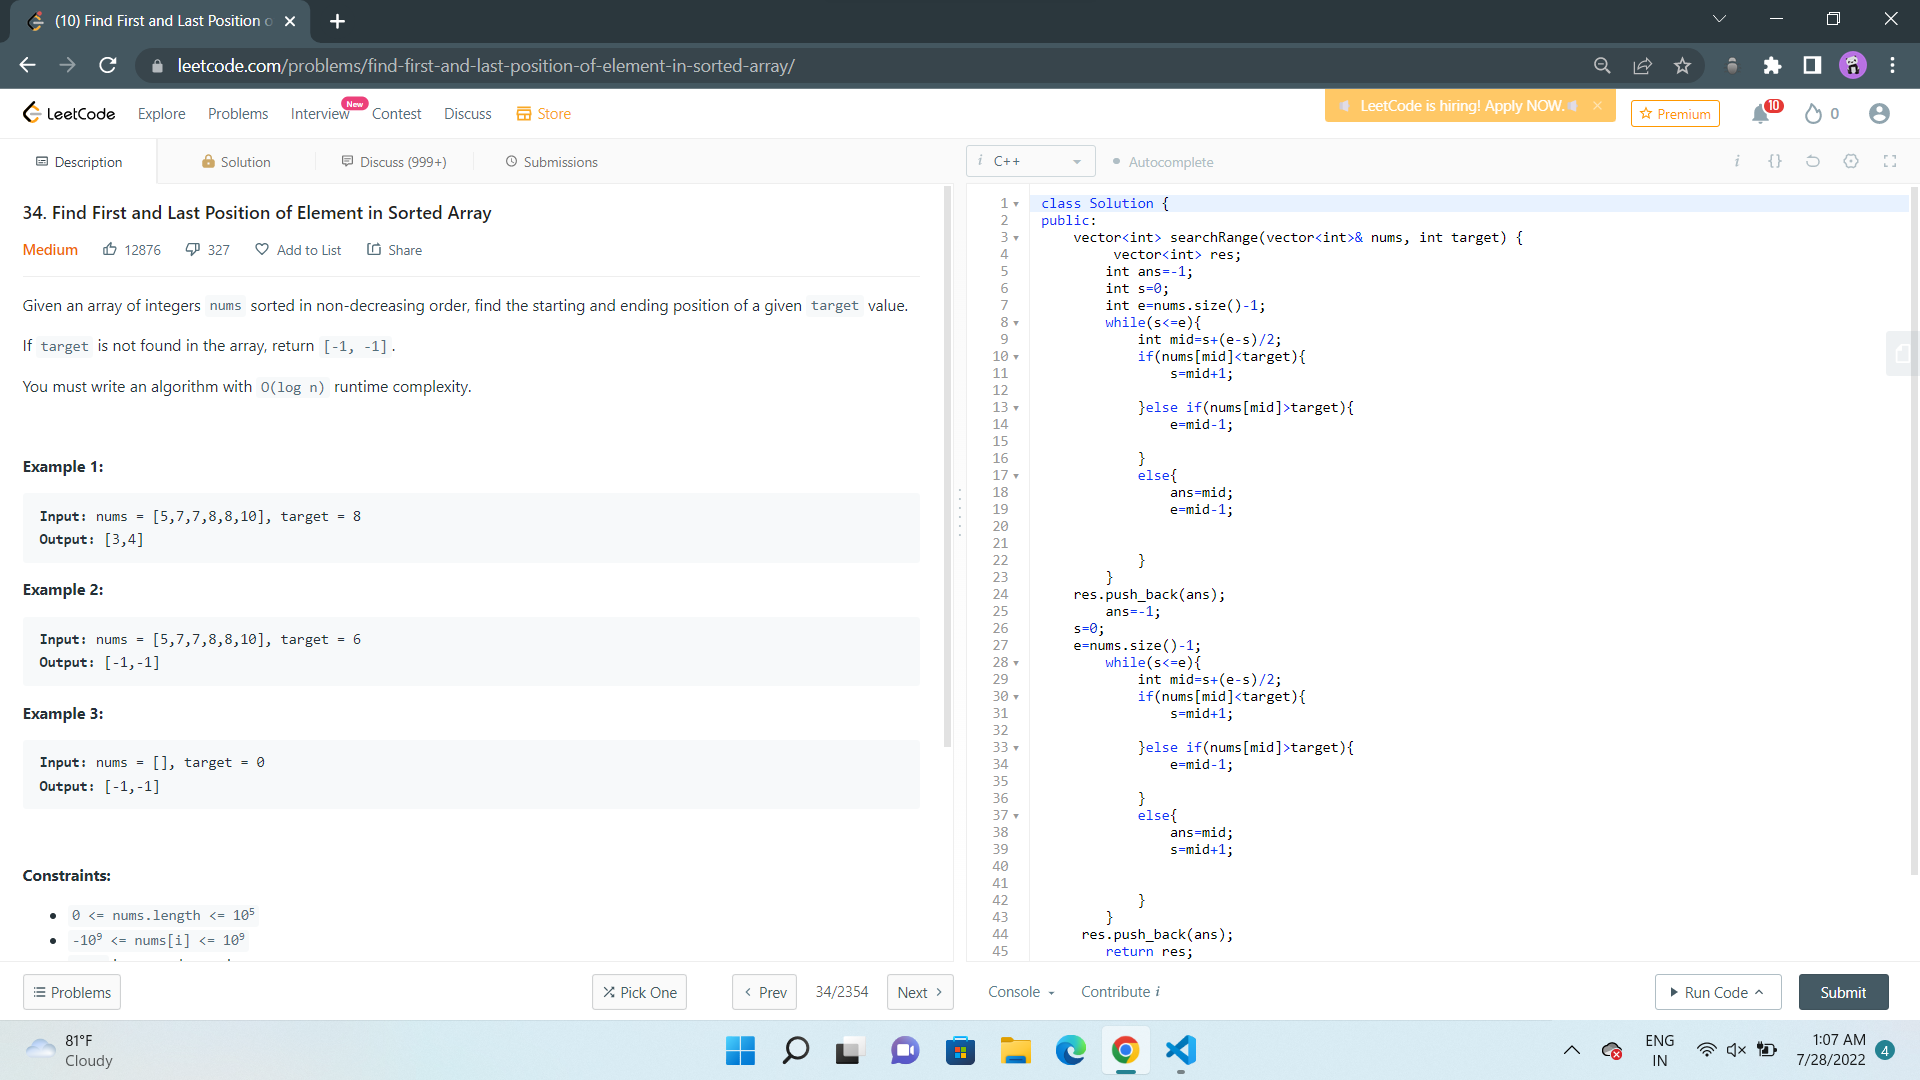 (10) Find First and Last Position o
leetcode.com/problems/find-first-and-last-position-of-element-in-sorted-array/
LeetCode
Explore
Problems
Interview
New
Contest
Discuss
Store
LeetCode is hiring! Apply NOW.
Premium
10
0
Description
Solution
Discuss (999+)
Submissions
i C++
Autocomplete
i {}
34. Find First and Last Position of Element in Sorted Array
Medium
12876
327
Add to List
Share
Given an array of integers nums sorted in non-decreasing order, find the starting and ending position of a given target value.
If target is not found in the array, return [-1, -1].
You must write an algorithm with O(log n) runtime complexity.
Example 1:
Input: nums = [5,7,7,8,8,10], target = 8
Output: [3,4]
Example 2:
Input: nums = [5,7,7,8,8,10], target = 6
Output: [-1,-1]
Example 3:
Input: nums = [], target = 0
Output: [-1,-1]
Constraints:
• 0 <= nums.length <= 10⁵
• -10⁹ <= nums[i] <= 10⁹
1 class Solution {
2 public:
3 vector<int> searchRange(vector<int>& nums, int target) {
4 vector<int> res;
5 int ans=-1;
6 int s=0;
7 int e=nums.size()-1;
8 while(s<=e){
9 int mid=s+(e-s)/2;
10 if(nums[mid]<target){
11 s=mid+1;
12
13 }else if(nums[mid]>target){
14 e=mid-1;
15
16 }
17 else{
18 ans=mid;
19 e=mid-1;
20
21
22 }
23 }
24 res.push_back(ans);
25 ans=-1;
26 s=0;
27 e=nums.size()-1;
28 while(s<=e){
29 int mid=s+(e-s)/2;
30 if(nums[mid]<target){
31 s=mid+1;
32
33 }else if(nums[mid]>target){
34 e=mid-1;
35
36 }
37 else{
38 ans=mid;
39 s=mid+1;
40
41
42 }
43 }
44 res.push_back(ans);
45 return res;
Problems
Pick One
Prev
34/2354
Next
Console
Contribute i
Run Code
Submit
81°F
Cloudy
ENG
IN
1:07 AM
7/28/2022
4